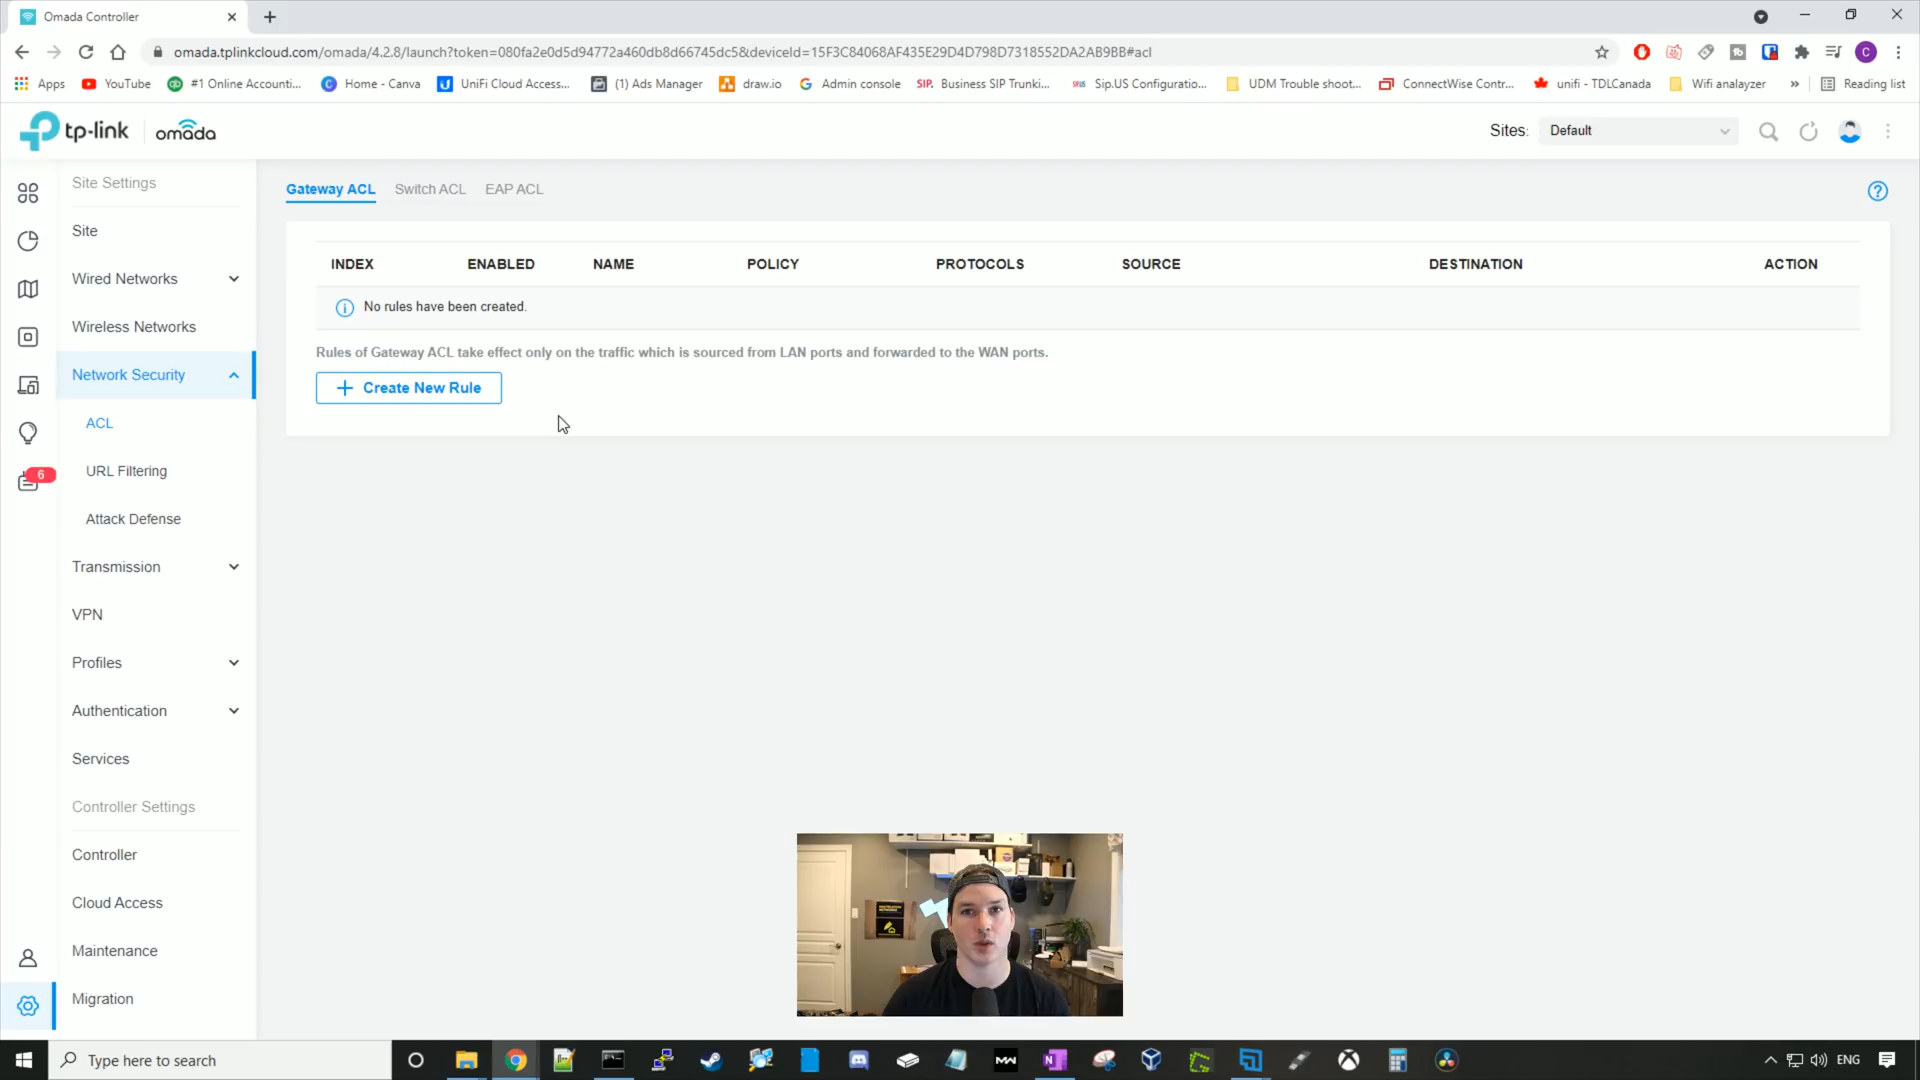 Omada Controller
omada.tplinkcloud.com/omada/4.2.8/launch?token=080fa2e0d5d94772a460db8d66745dc5&deviceId=15F3C84068AF435E29D4D798D7318552DA2AB9BB#acl
Apps YouTube #1 Online Accounti... Home - Canva UniFi Cloud Access... (1) Ads Manager draw.io Admin console SIP. Business SIP Trunki... Sip.US Configuratio... UDM Trouble shoot... ConnectWise Contr... unifi - TDLCanada Wifi analayzer » Reading list
tp-link omada Sites: Default
Site Settings
Gateway ACL Switch ACL EAP ACL
Site
Wired Networks
Wireless Networks
Network Security
ACL
URL Filtering
Attack Defense
Transmission
VPN
Profiles
Authentication
Services
Controller Settings
Controller
Cloud Access
Maintenance
Migration
6
INDEX ENABLED NAME POLICY PROTOCOLS SOURCE DESTINATION ACTION
No rules have been created.
Rules of Gateway ACL take effect only on the traffic which is sourced from LAN ports and forwarded to the WAN ports.
Create New Rule
Type here to search
ENG